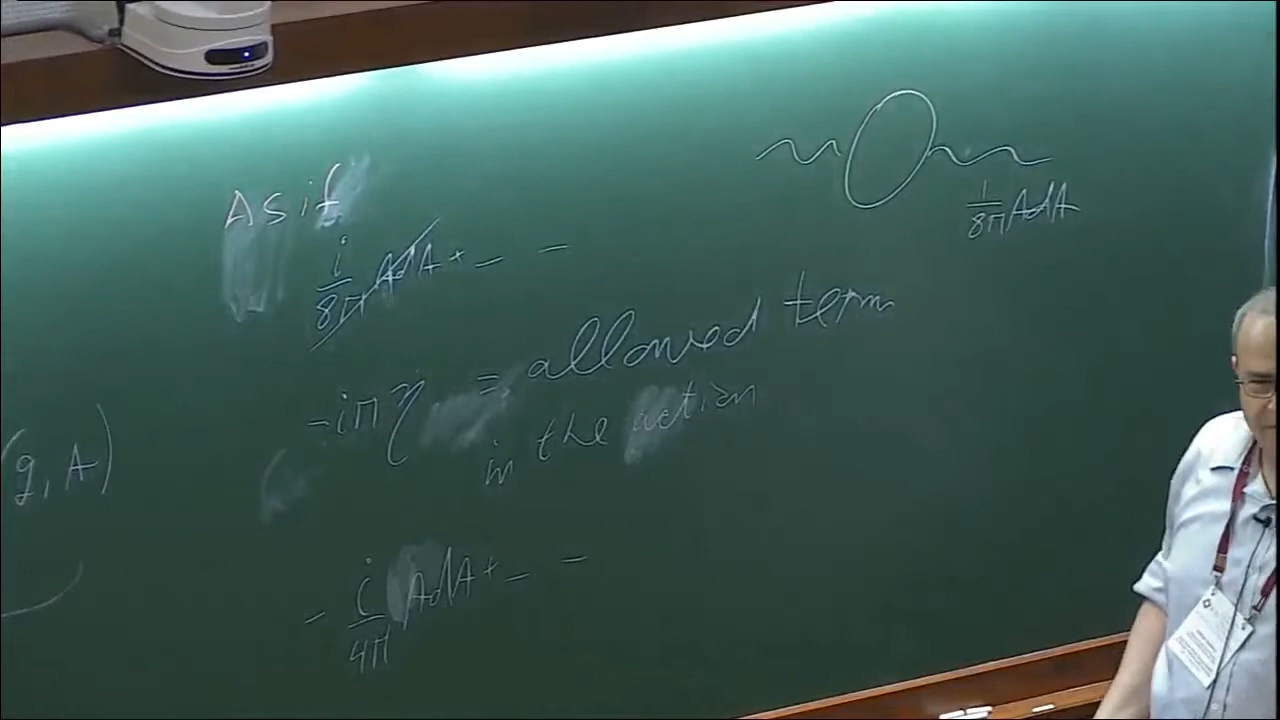 As if
i/8π AdA + – –
1/8π AdA
-iπη = allowed term
in the action
(g, A)
- i/4π AdA + – –